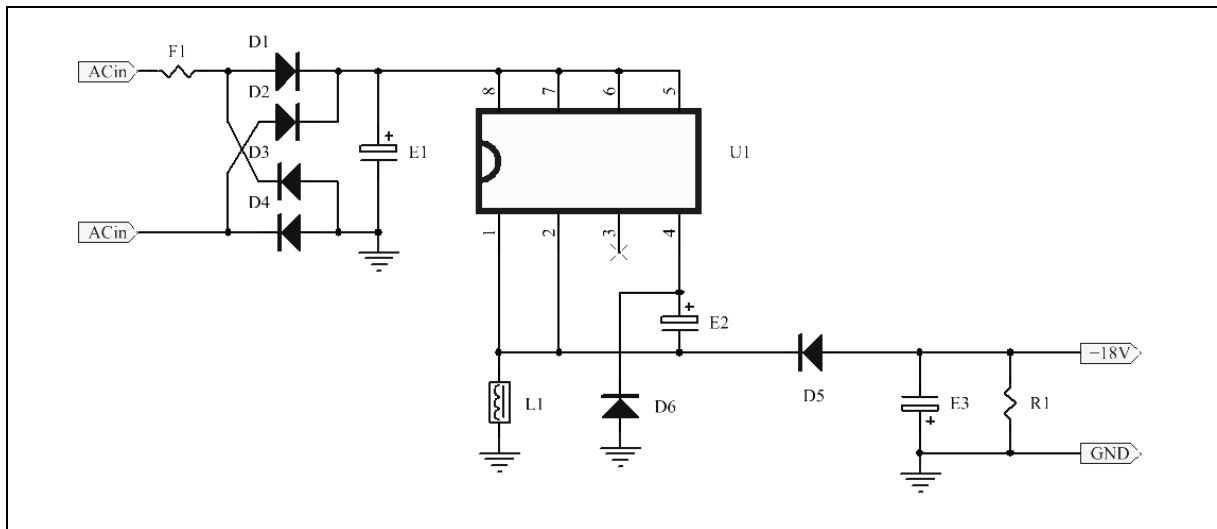 F1
D1
ACin
D2
8
7
6
5
+
E1
D3
U1
D4
ACin
1
2
3
4
+
E2
−18V
L1
D6
D5
E3
R1
+
GND